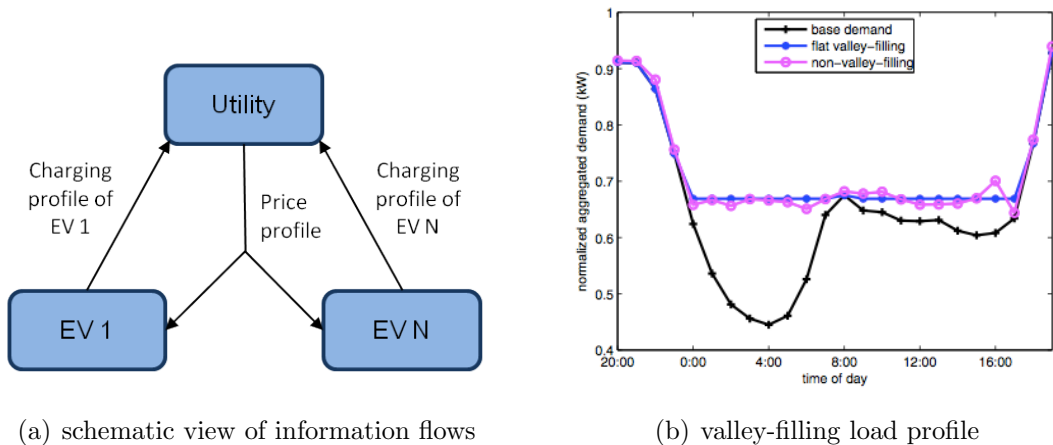 Utility
Charging
profile of
EV 1
Price
profile
Charging
profile of
EV N
EV 1
EV N
(a) schematic view of information flows
normalized aggregated demand (kW)
1
0.9
0.8
0.7
0.6
0.5
0.4
base demand
flat valley-filling
non-valley-filling
20:00 0:00 4:00 8:00 12:00 16:00
time of day
(b) valley-filling load profile